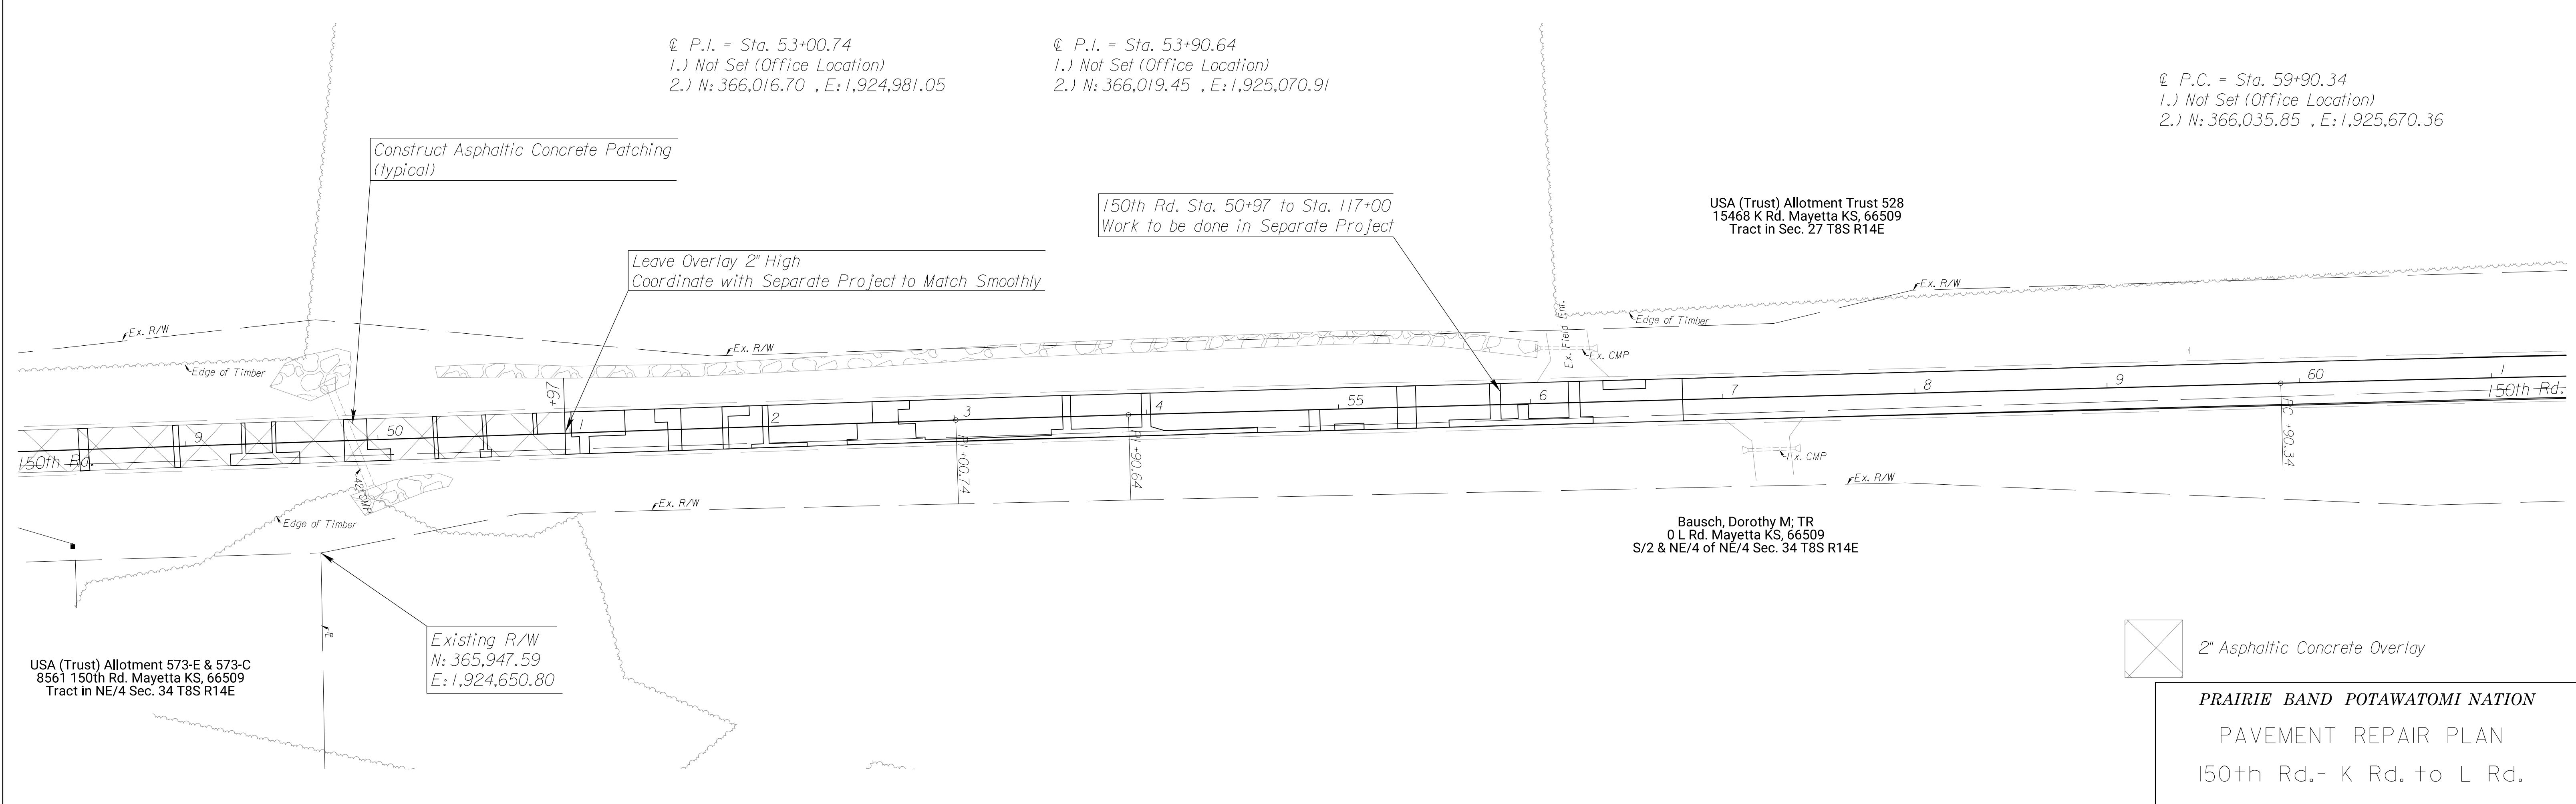 ℄ P.I. = Sta. 53+00.74
1.) Not Set (Office Location)
2.) N: 366,016.70 , E: 1,924,981.05
℄ P.I. = Sta. 53+90.64
1.) Not Set (Office Location)
2.) N: 366,019.45 , E: 1,925,070.91
℄ P.C. = Sta. 59+90.34
1.) Not Set (Office Location)
2.) N: 366,035.85 , E: 1,925,670.36
Construct Asphaltic Concrete Patching
(typical)
150th Rd. Sta. 50+97 to Sta. 117+00
Work to be done in Separate Project
USA (Trust) Allotment Trust 528
15468 K Rd. Mayetta KS, 66509
Tract in Sec. 27 T8S R14E
Leave Overlay 2" High
Coordinate with Separate Project to Match Smoothly
Ex. R/W
Ex. R/W
Ex. R/W
Edge of Timber
Edge of Timber
Ex. Field Ent.
Ex. CMP
+97
150th Rd.
9
50
1
2
3
4
55
6
7
8
9
60
1
150th Rd.
42" CMP
PI +00.74
PI +90.64
PC +90.34
Ex. CMP
Ex. R/W
Ex. R/W
Edge of Timber
Bausch, Dorothy M; TR
0 L Rd. Mayetta KS, 66509
S/2 & NE/4 of NE/4 Sec. 34 T8S R14E
Existing R/W
N: 365,947.59
E: 1,924,650.80
USA (Trust) Allotment 573-E & 573-C
8561 150th Rd. Mayetta KS, 66509
Tract in NE/4 Sec. 34 T8S R14E
2" Asphaltic Concrete Overlay
PRAIRIE BAND POTAWATOMI NATION
PAVEMENT REPAIR PLAN
150th Rd.- K Rd. to L Rd.